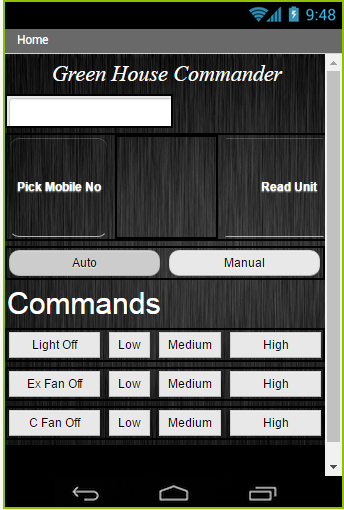 9:48
Home
Green House Commander
Pick Mobile No Read Unit
Auto Manual
Commands
Light Off Low Medium High
Ex Fan Off Low Medium High
C Fan Off Low Medium High